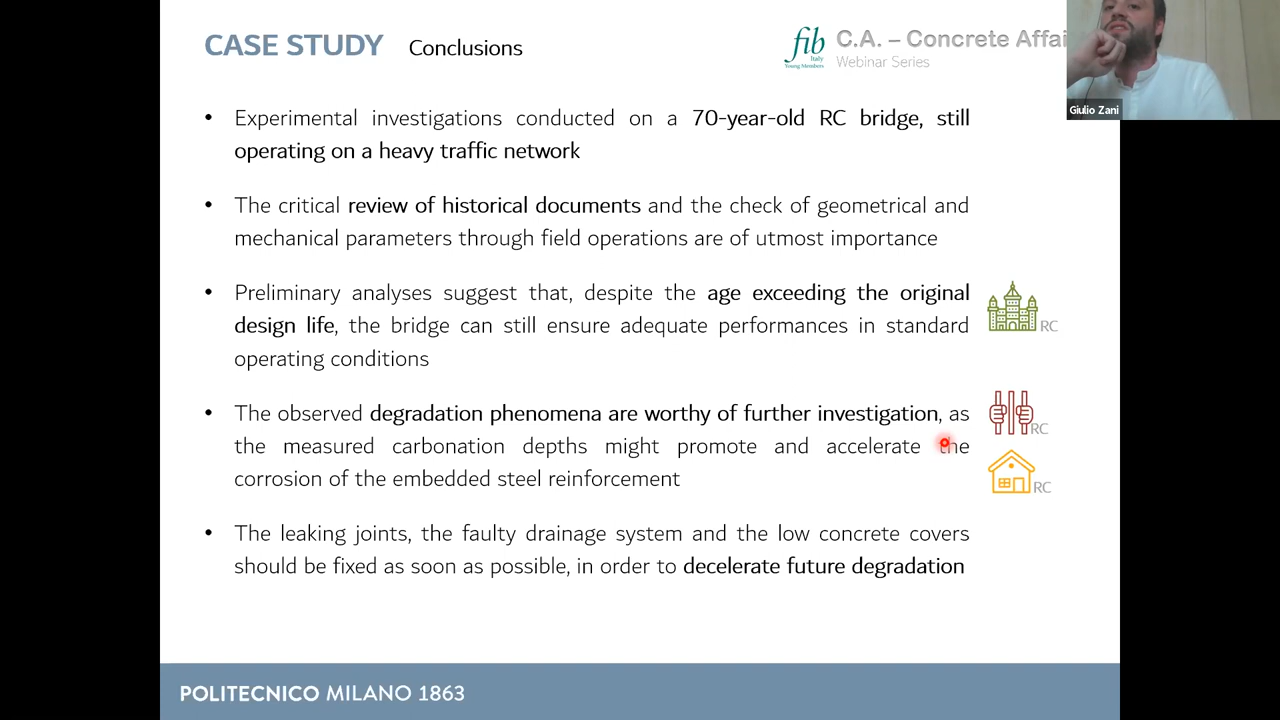 CASE STUDY Conclusions
fib
Italy
Young Members
C.A. – Concrete Affai
Webinar Series
Giulio Zani
• Experimental investigations conducted on a 70-year-old RC bridge, still
operating on a heavy traffic network
• The critical review of historical documents and the check of geometrical and
mechanical parameters through field operations are of utmost importance
• Preliminary analyses suggest that, despite the age exceeding the original
design life, the bridge can still ensure adequate performances in standard
operating conditions
RC
• The observed degradation phenomena are worthy of further investigation, as
the measured carbonation depths might promote and accelerate the
corrosion of the embedded steel reinforcement
RC
RC
• The leaking joints, the faulty drainage system and the low concrete covers
should be fixed as soon as possible, in order to decelerate future degradation
POLITECNICO MILANO 1863